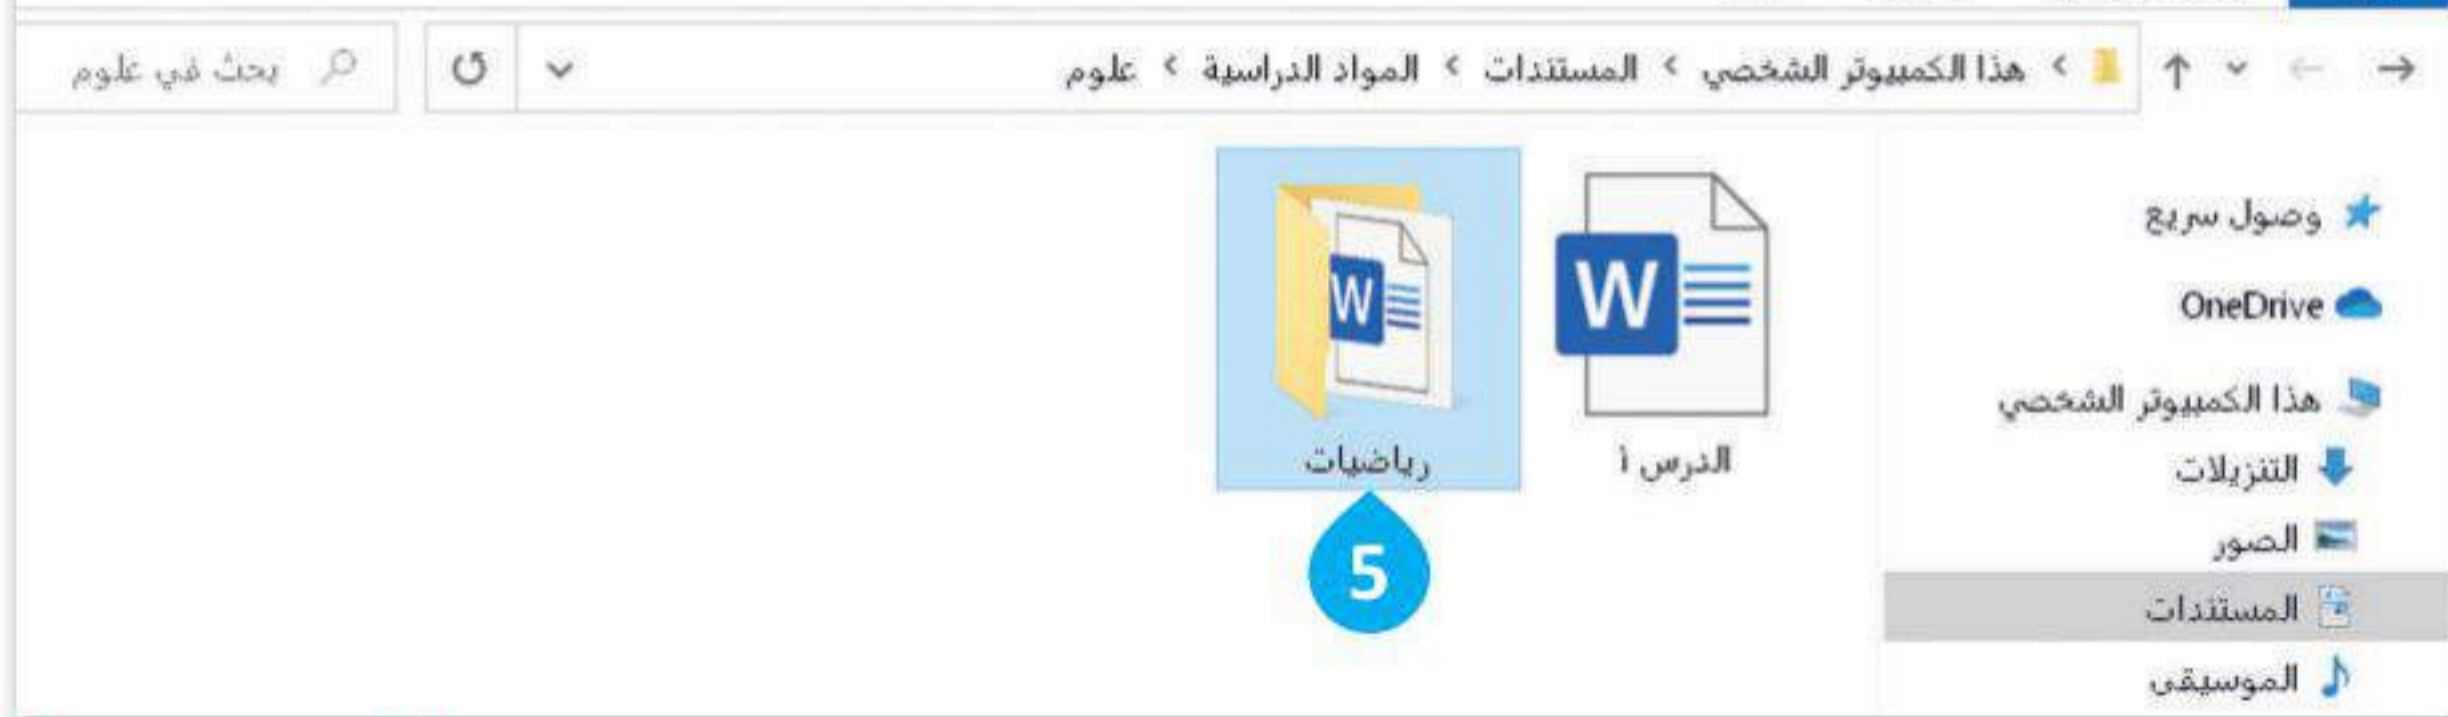 هذا الكمبيوتر الشخصي > المستندات > المواد الدراسية > علوم
بحث في علوم
وصول سريع
OneDrive
هذا الكمبيوتر الشخصي
التنزيلات
الصور
المستندات
الموسيقى
W
الدرس أ
W
رياضيات
5